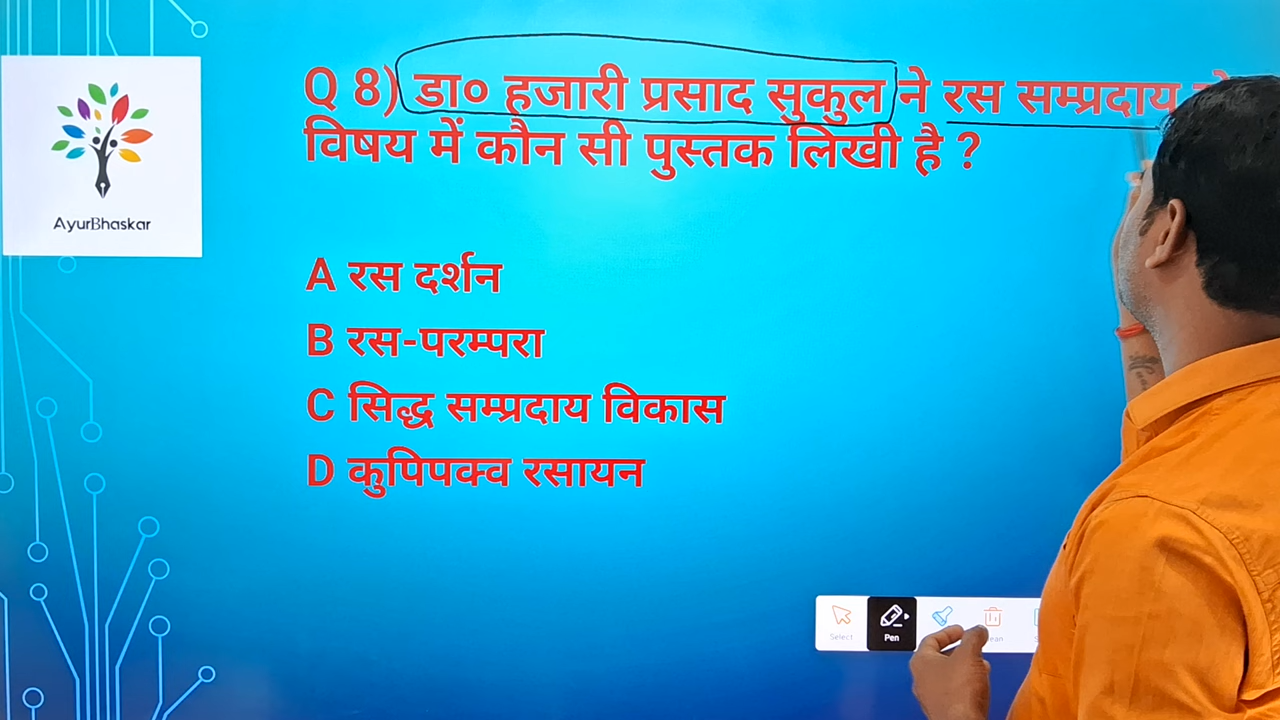 Q 8) डा० हजारी प्रसाद सुकुल ने रस सम्प्रदाय
विषय में कौन सी पुस्तक लिखी है ?
AyurBhaskar
A रस दर्शन
B रस-परम्परा
C सिद्ध सम्प्रदाय विकास
D कुपिपक्व रसायन
Select
Pen